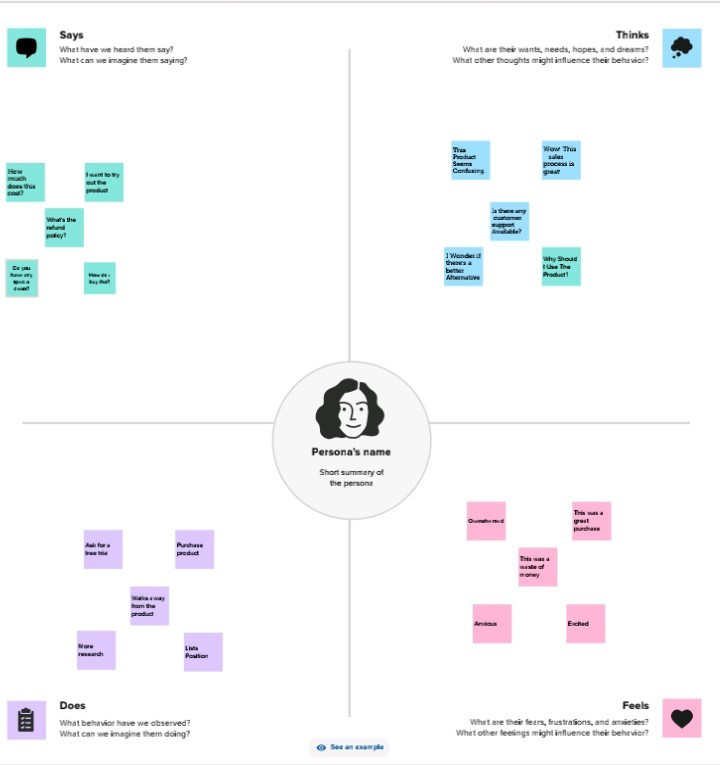 Says
What have we heard them say?
What can we imagine them saying?
Thinks
What are their wants, needs, hopes, and dreams?
What other thoughts might influence their behavior?
How
much
does this
cost?
I want to try
out the
product
What's the
refund
policy?
Do you
have any
deals?
How do I
buy this?
This
Product
Seems
Confusing.
Wow This
sales
process is
great
Is there any
customer
support
Available?
I Wonder if
there's a
better
Alternative
Why Should
I Use The
Product?
Persona's name
Short summary of
the persona
Ask for a
free trial
Purchase
product
Walks away
from the
product
More
research
Lists
Position
Overwhelmed
This was a
great
purchase
This was a
waste of
money
Anxious
Excited
Does
What behavior have we observed?
What can we imagine them doing?
Feels
What are their fears, frustrations, and anxieties?
What other feelings might influence their behavior?
See an example